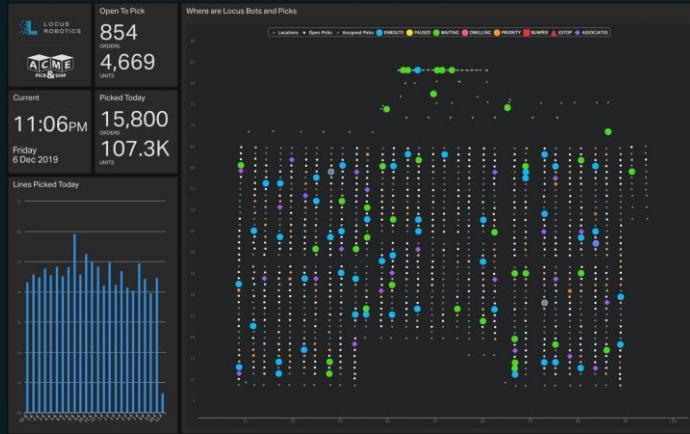 LOCUS
ROBOTICS
ACME
PICK & SHIP
Open To Pick
854
ORDERS
4,669
UNITS
Current
11:06PM
Friday
6 Dec 2019
Picked Today
15,800
ORDERS
107.3K
UNITS
Lines Picked Today
Where are Locus Bots and Picks
Locations Open Picks Assigned Picks ENROUTE PAUSED WAITING DWELLING PRIORITY BUMPER ESTOP ASSOCIATES